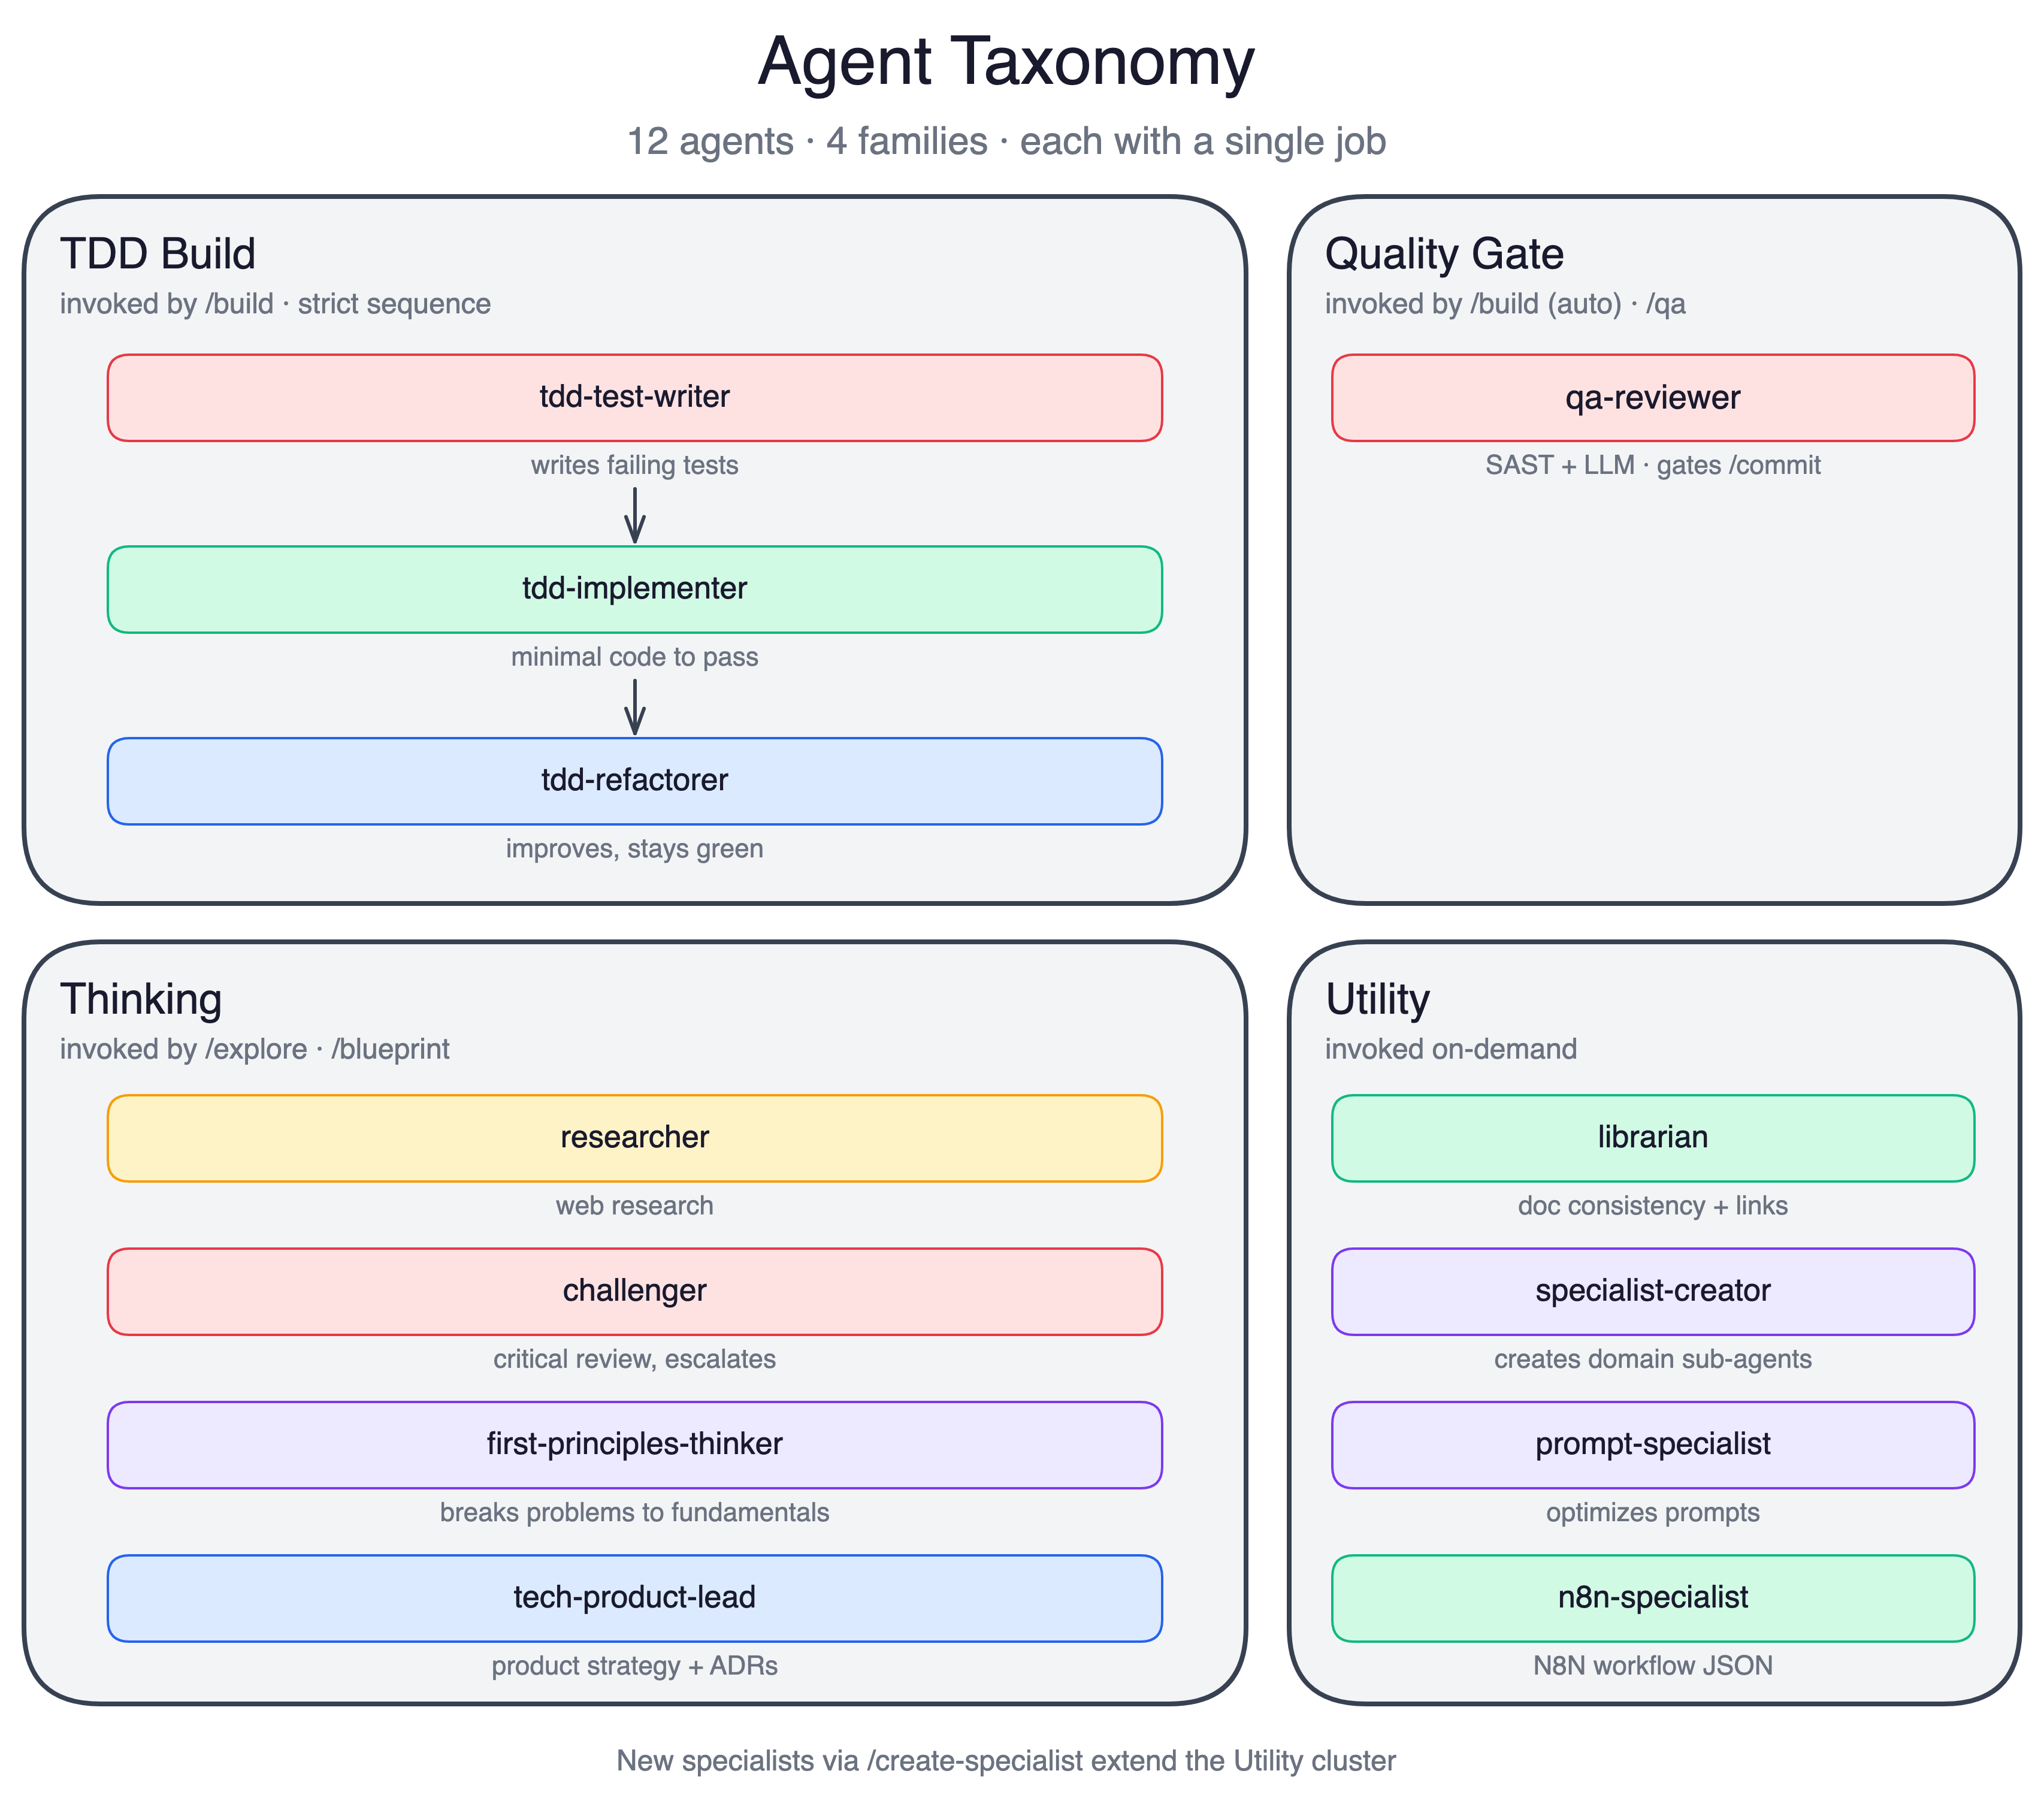 Agent Taxonomy
12 agents · 4 families · each with a single job
TDD Build
invoked by /build · strict sequence
tdd-test-writer
writes failing tests
tdd-implementer
minimal code to pass
tdd-refactorer
improves, stays green
Quality Gate
invoked by /build (auto) · /qa
qa-reviewer
SAST + LLM · gates /commit
Thinking
invoked by /explore · /blueprint
researcher
web research
challenger
critical review, escalates
first-principles-thinker
breaks problems to fundamentals
tech-product-lead
product strategy + ADRs
Utility
invoked on-demand
librarian
doc consistency + links
specialist-creator
creates domain sub-agents
prompt-specialist
optimizes prompts
n8n-specialist
N8N workflow JSON
New specialists via /create-specialist extend the Utility cluster